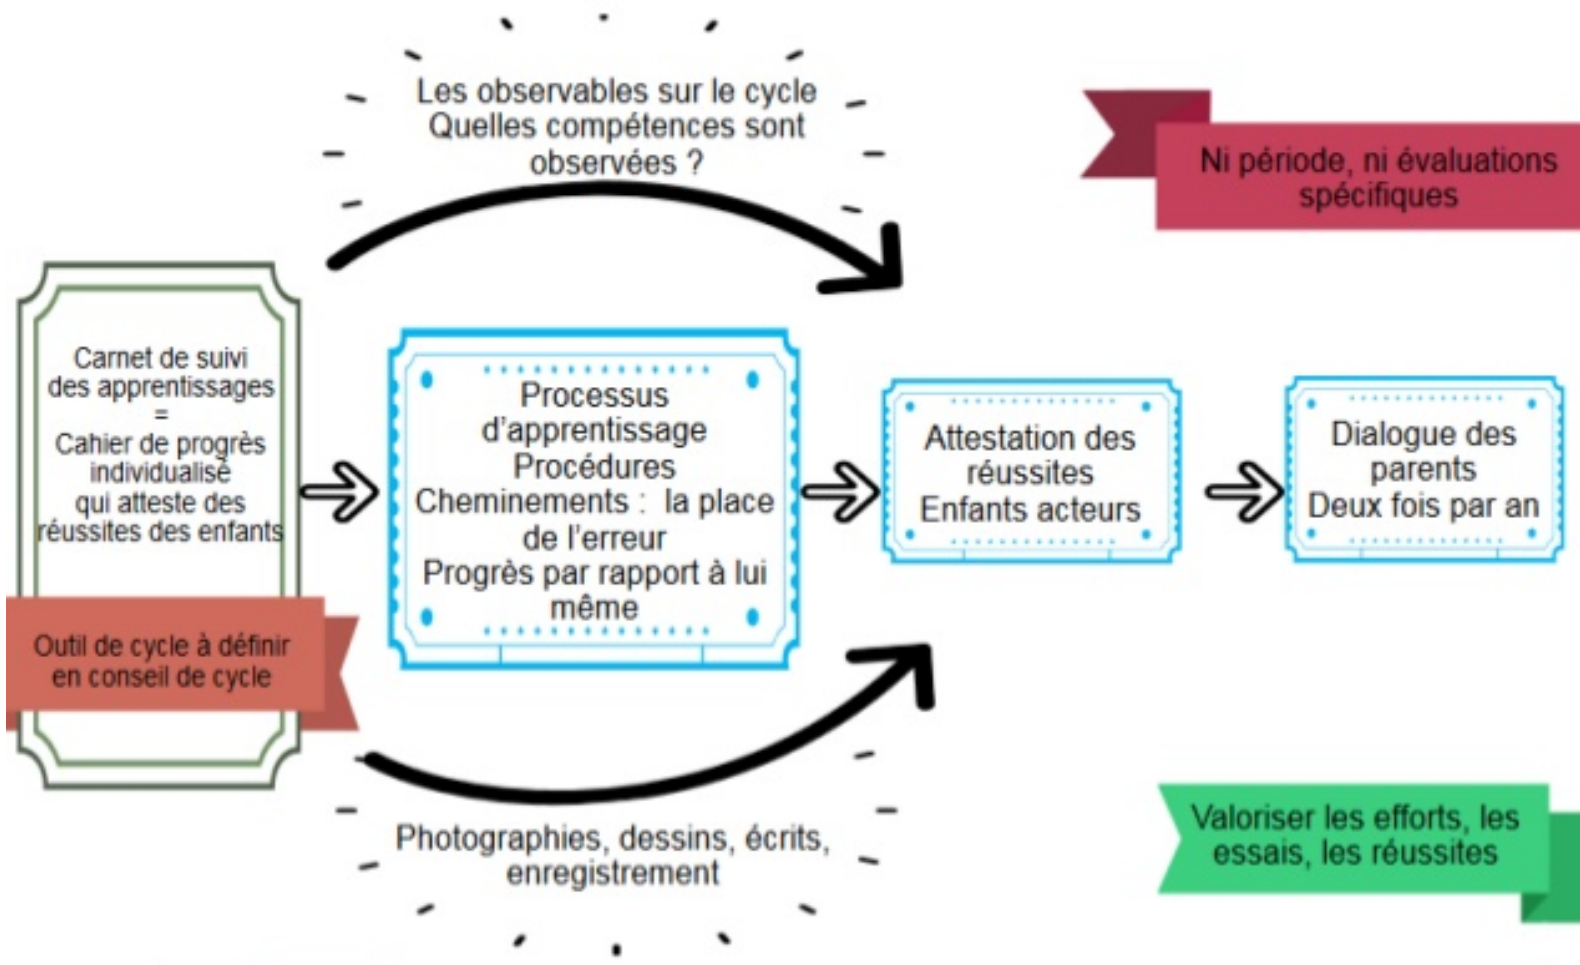 Les observables sur le cycle
Quelles compétences sont
observées ?
Ni période, ni évaluations
spécifiques
Carnet de suivi
des apprentissages
=
Cahier de progrès
individualisé
qui atteste des
réussites des enfants
Outil de cycle à définir
en conseil de cycle
Processus
d’apprentissage
Procédures
Cheminements :  la place
de l’erreur
Progrès par rapport à lui
même
Attestation des
réussites
Enfants acteurs
Dialogue des
parents
Deux fois par an
Photographies, dessins, écrits,
enregistrement
Valoriser les efforts, les
essais, les réussites